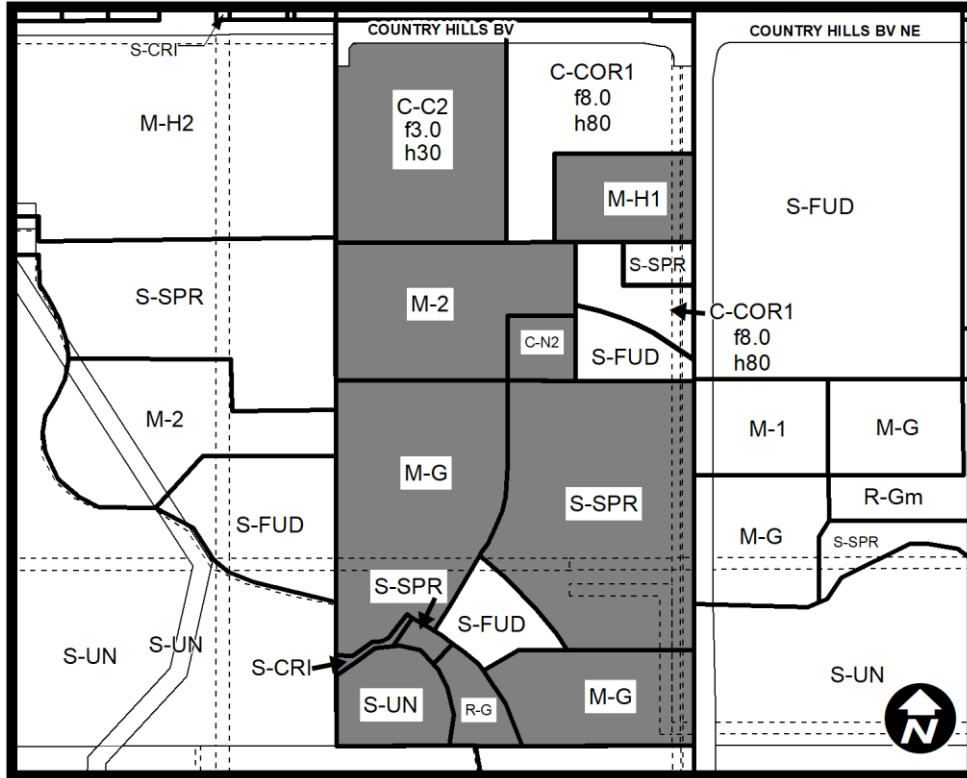 COUNTRY HILLS BV
COUNTRY HILLS BV NE
S-CRI
M-H2
C-C2
f3.0
h30
C-COR1
f8.0
h80
M-H1
S-FUD
S-SPR
S-SPR
M-2
C-COR1
f8.0
h80
C-N2
S-FUD
M-2
M-1
M-G
M-G
S-SPR
R-Gm
S-FUD
M-G
S-SPR
S-SPR
S-FUD
S-UN
S-UN
S-CRI
S-UN
R-G
M-G
S-UN
N